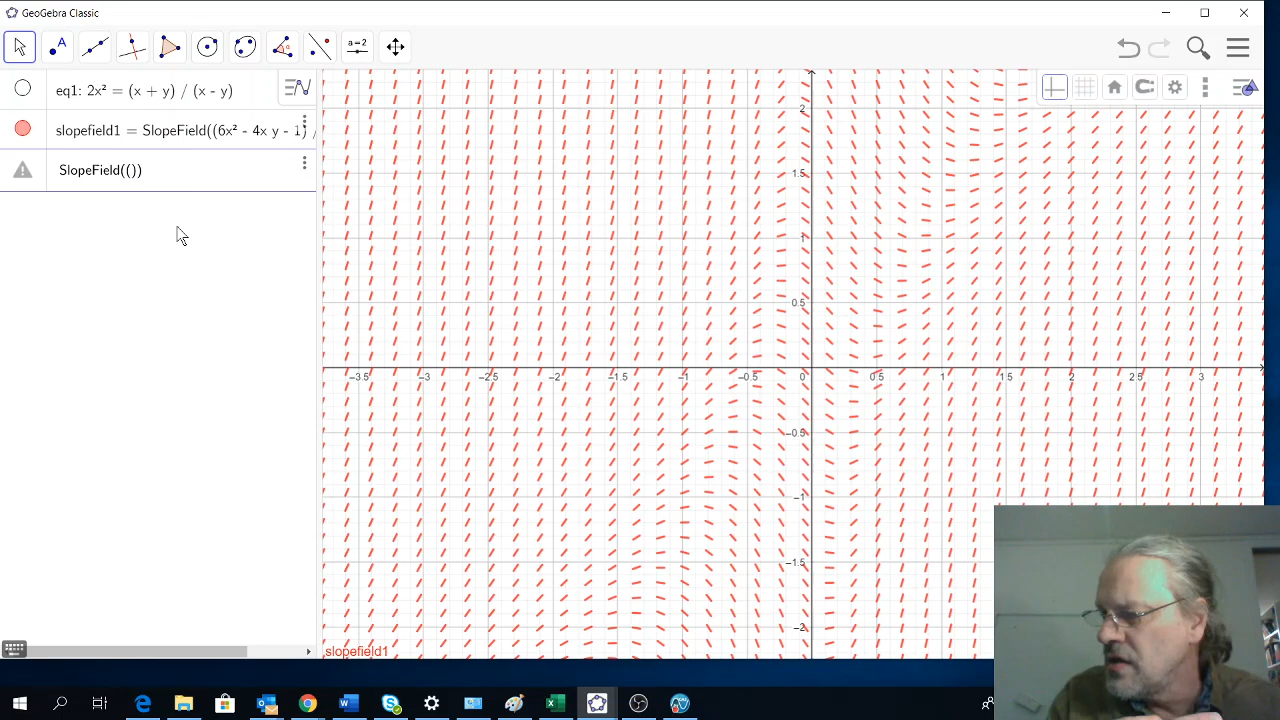 GeoGebra Classic
A
a=2
eq1: 2x² = (x + y) / (x - y)
slopefield1 = SlopeField((6x² - 4x y - 1) /
SlopeField(())
2
1.5
1
0.5
−3.5 −3 −2.5 −2 −1.5 −1 −0.5 0 0.5 1 1.5 2 2.5 3
−0.5
−1
−1.5
−2
slopefield1